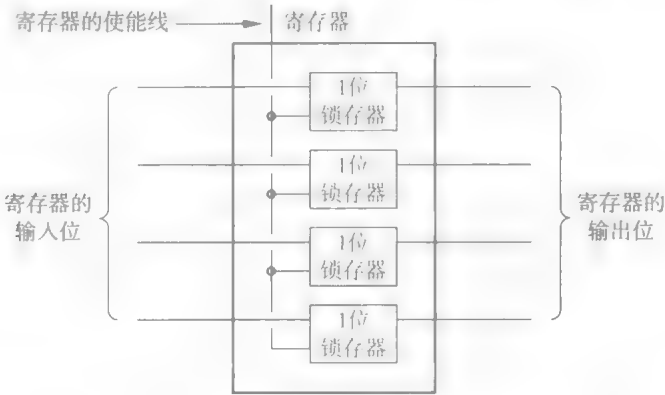 寄存器的使能线
寄存器
1位
锁存器
1位
锁存器
寄存器的
输入位
寄存器的
输出位
1位
锁存器
1位
锁存器